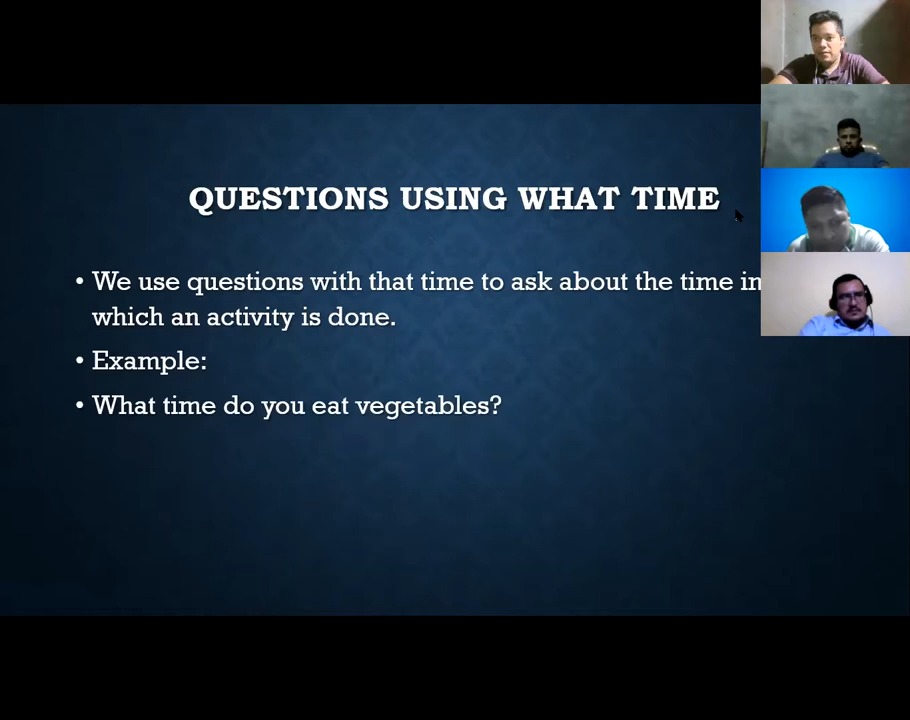 QUESTIONS USING WHAT TIME
• We use questions with that time to ask about the time in
which an activity is done.
• Example:
• What time do you eat vegetables?